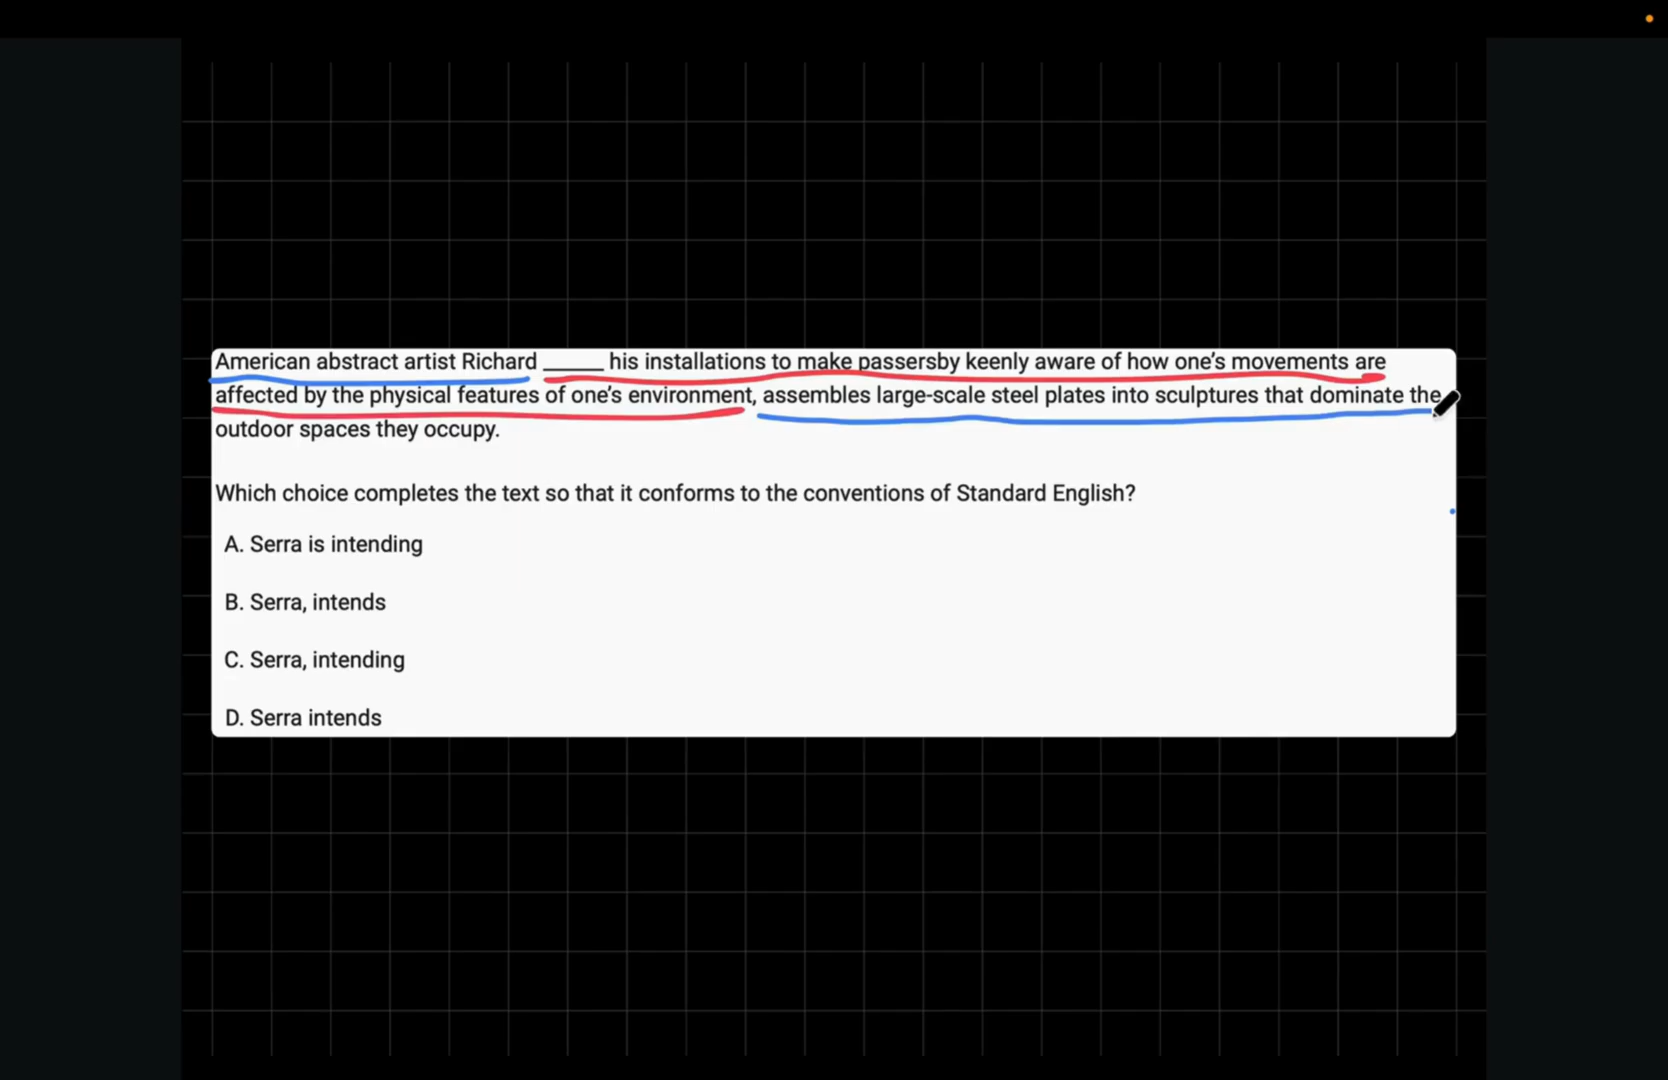 American abstract artist Richard _____ his installations to make passersby keenly aware of how one’s movements are
affected by the physical features of one’s environment, assembles large-scale steel plates into sculptures that dominate the
outdoor spaces they occupy.
Which choice completes the text so that it conforms to the conventions of Standard English?
A. Serra is intending
B. Serra, intends
C. Serra, intending
D. Serra intends